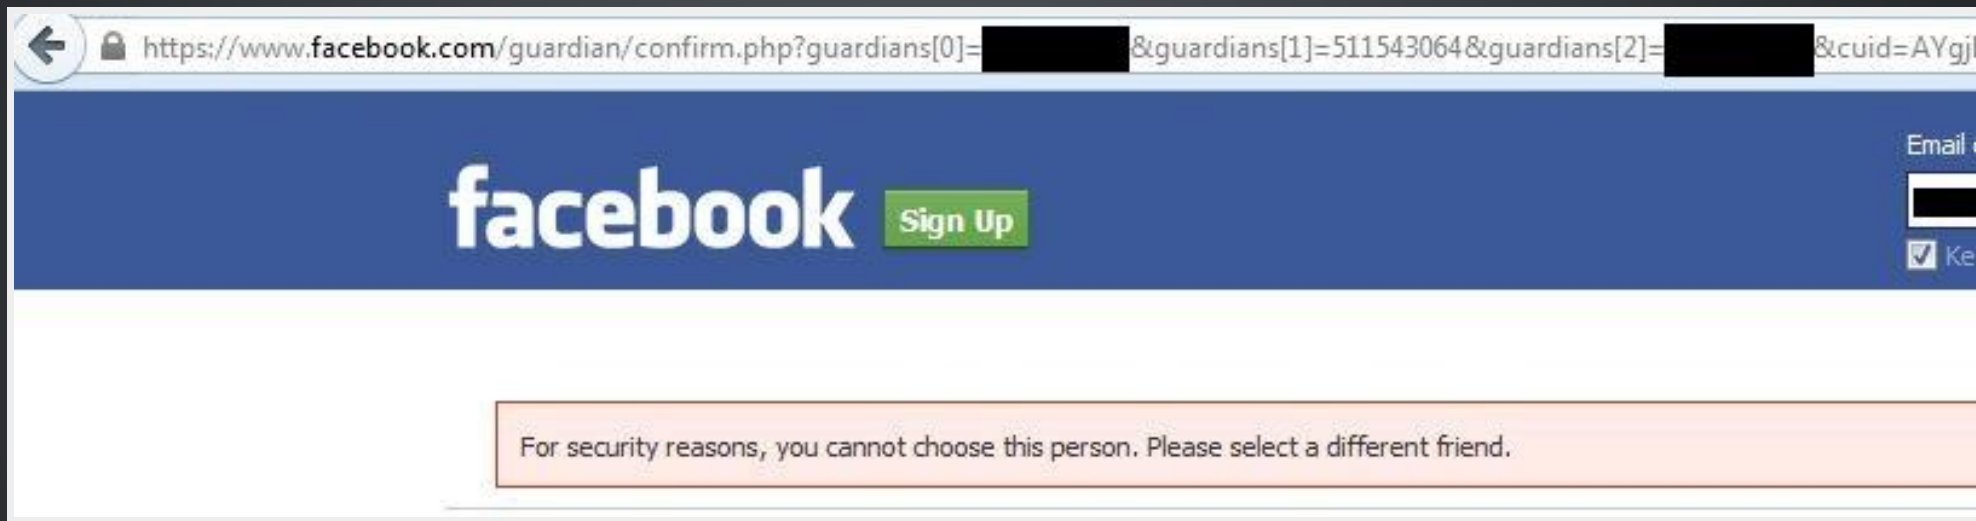 https://www.facebook.com/guardian/confirm.php?guardians[0]= &guardians[1]=511543064&guardians[2]= &cuid=AYgj
Email
facebook Sign Up
Ke
For security reasons, you cannot choose this person. Please select a different friend.